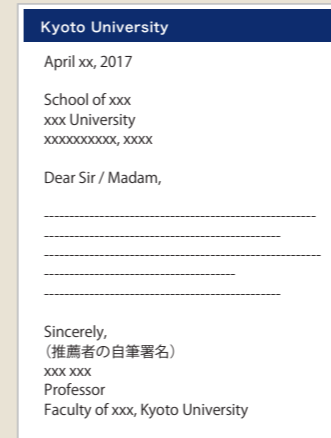 Kyoto University
April xx, 2017
School of xxx
xxx University
xxxxxxxxxx, xxxx
Dear Sir / Madam,
-------------------------------------------------------
------------------------------------------------
--------------------------------------------------------
---------------------------------------
------------------------------------------------
Sincerely,
（推薦者の自筆署名）
xxx xxx
Professor
Faculty of xxx, Kyoto University